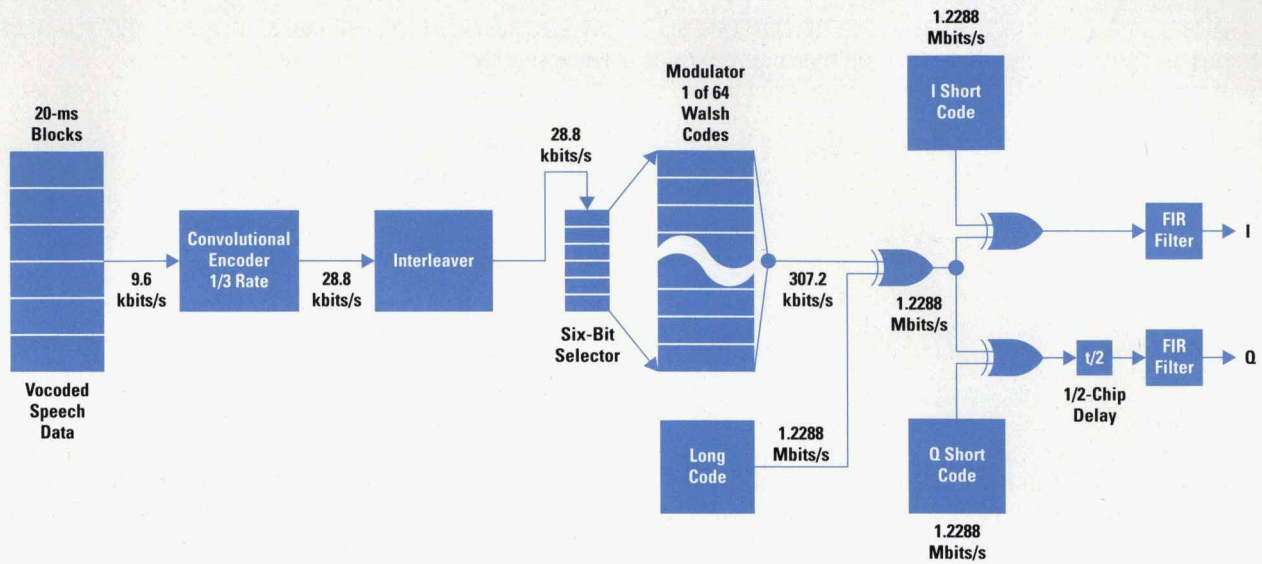 20-ms
Blocks
Vocoded
Speech
Data
9.6
kbits/s
Convolutional
Encoder
1/3 Rate
28.8
kbits/s
Interleaver
28.8
kbits/s
Six-Bit
Selector
Modulator
1 of 64
Walsh
Codes
307.2
kbits/s
Long
Code
1.2288
Mbits/s
1.2288
Mbits/s
1.2288
Mbits/s
I Short
Code
FIR
Filter
I
t/2
1/2-Chip
Delay
FIR
Filter
Q
Q Short
Code
1.2288
Mbits/s